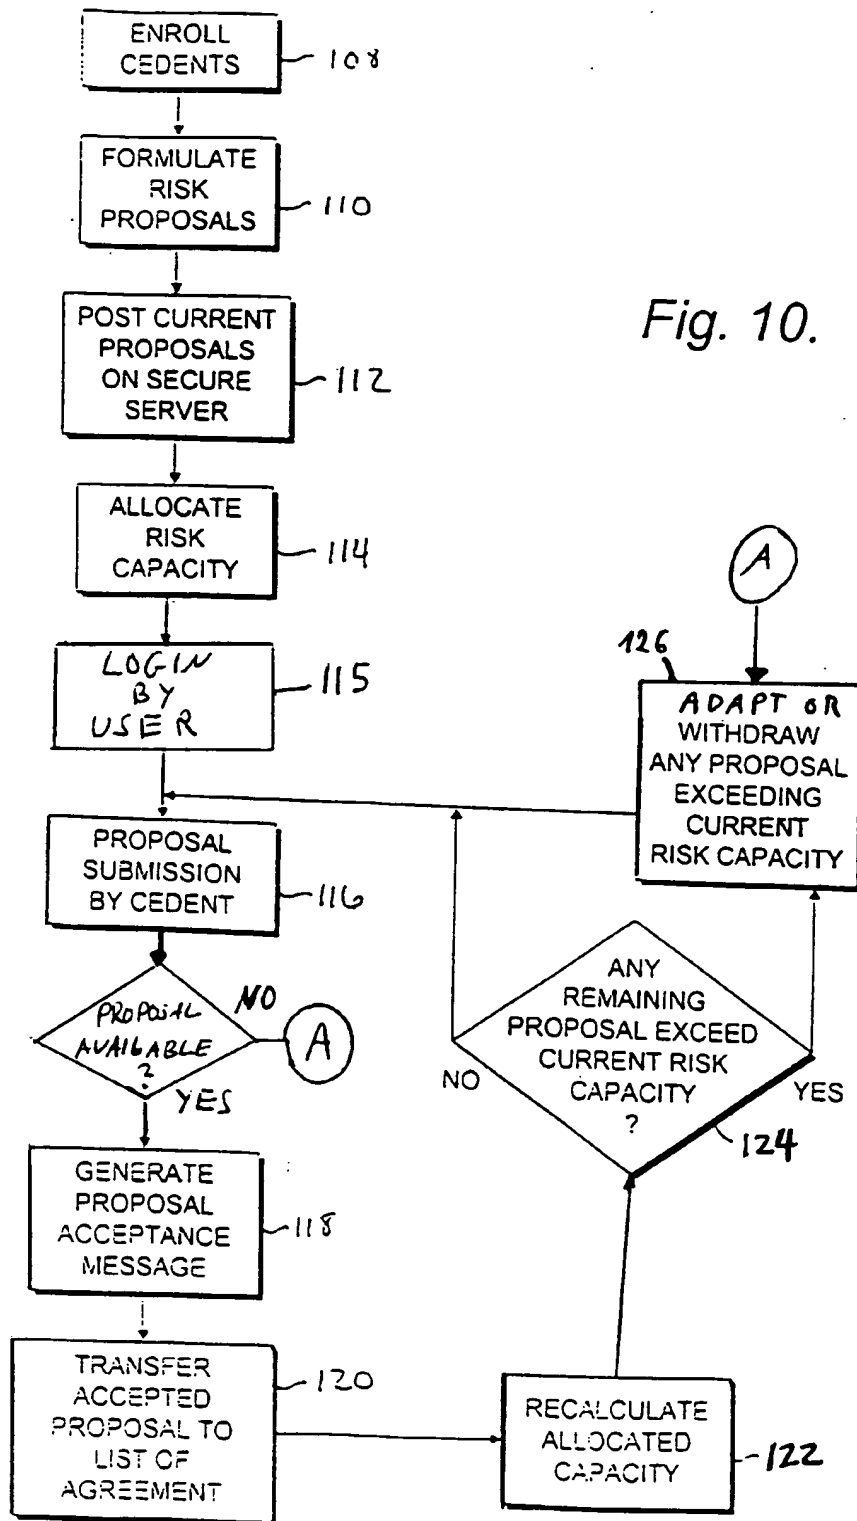 ENROLL
CEDENTS
108
FORMULATE
RISK
PROPOSALS
110
POST CURRENT
PROPOSALS
ON SECURE
SERVER
112
Fig. 10.
ALLOCATE
RISK
CAPACITY
114
LOGIN
BY
USER
115
PROPOSAL
SUBMISSION
BY CEDENT
116
PROPOSAL
AVAILABLE
?
NO
A
YES
GENERATE
PROPOSAL
ACCEPTANCE
MESSAGE
118
TRANSFER
ACCEPTED
PROPOSAL TO
LIST OF
AGREEMENT
120
RECALCULATE
ALLOCATED
CAPACITY
122
ANY
REMAINING
PROPOSAL EXCEED
CURRENT RISK
CAPACITY
?
NO
YES
124
A
126
ADAPT OR
WITHDRAW
ANY PROPOSAL
EXCEEDING
CURRENT
RISK CAPACITY